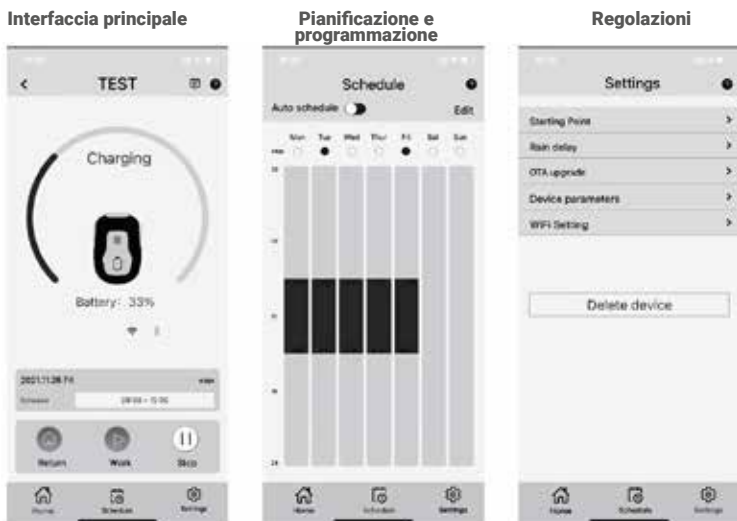 Interfaccia principale
TEST
Charging
Battery: 33%
Return
Work
Stop
Home
Schedule
Settings
Pianificazione e
programmazione
Schedule
Auto schedule
Edit
Mon Tue Wed Thur Fri Sat Sun
24
Home
Schedule
Settings
Regolazioni
Settings
Starting Point
Rain delay
OTA upgrade
Device parameters
WiFi Setting
Delete device
Home
Schedule
Settings